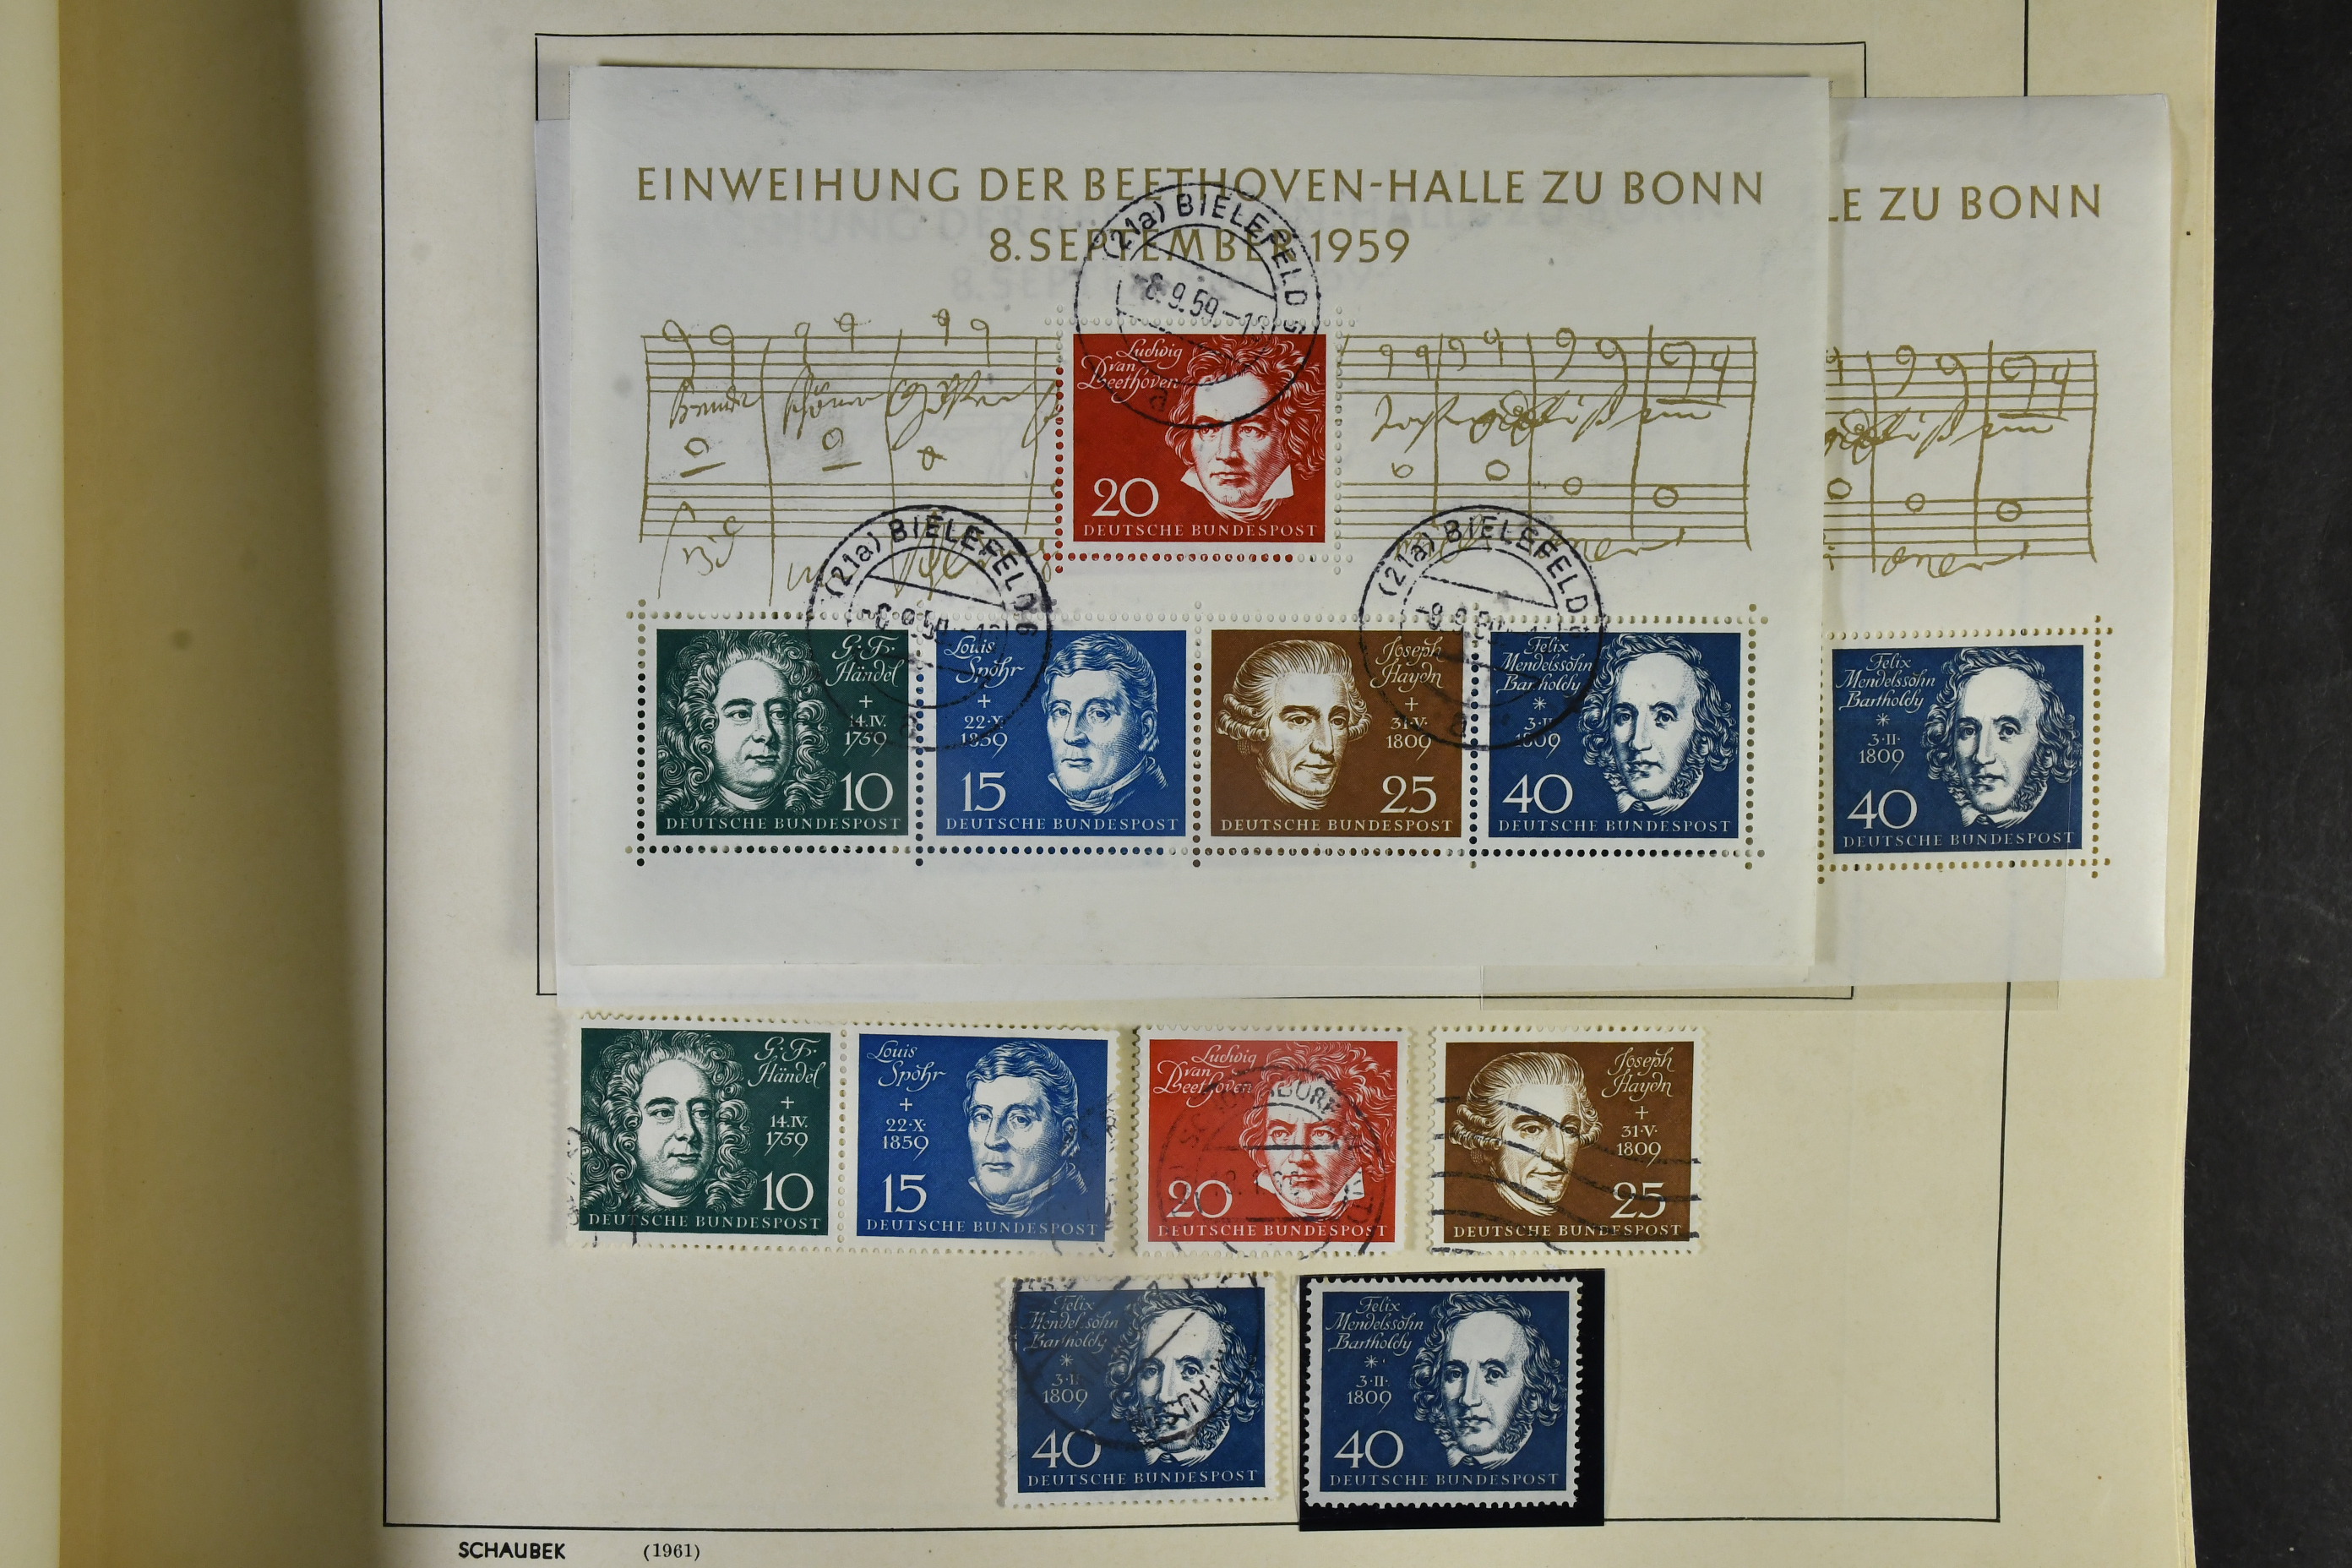 EINWEIHUNG DER BEETHOVEN-HALLE ZU BONN
8. SEPTEMBER 1959
LE ZU BONN
(21a) BIELEFELD
9.59
Ludwig
van
Beethoven
20
DEUTSCHE BUNDESPOST
(21a) BIELEFELD
(21a) BIELEFELD
G·Fr·
Händel
+
14.IV.
1759
10
DEUTSCHE BUNDESPOST
Louis
Spohr
+
22·X·
1859
15
DEUTSCHE BUNDESPOST
Joseph
Haydn
+
31·V·
1809
25
DEUTSCHE BUNDESPOST
Felix
Mendelssohn
Bartholdy
*
3·II·
1809
40
DEUTSCHE BUNDESPOST
Felix
Mendelssohn
Bartholdy
*
3·II·
1809
40
DEUTSCHE BUNDESPOST
G·Fr·
Händel
+
14.IV.
1759
10
DEUTSCHE BUNDESPOST
Louis
Spohr
+
22·X·
1859
15
DEUTSCHE BUNDESPOST
Ludwig
van
Beethoven
20
DEUTSCHE BUNDESPOST
Joseph
Haydn
+
31·V·
1809
25
DEUTSCHE BUNDESPOST
Felix
Mendelssohn
Bartholdy
*
3·II·
1809
40
DEUTSCHE BUNDESPOST
Felix
Mendelssohn
Bartholdy
*
3·II·
1809
40
DEUTSCHE BUNDESPOST
SCHAUBEK (1961)